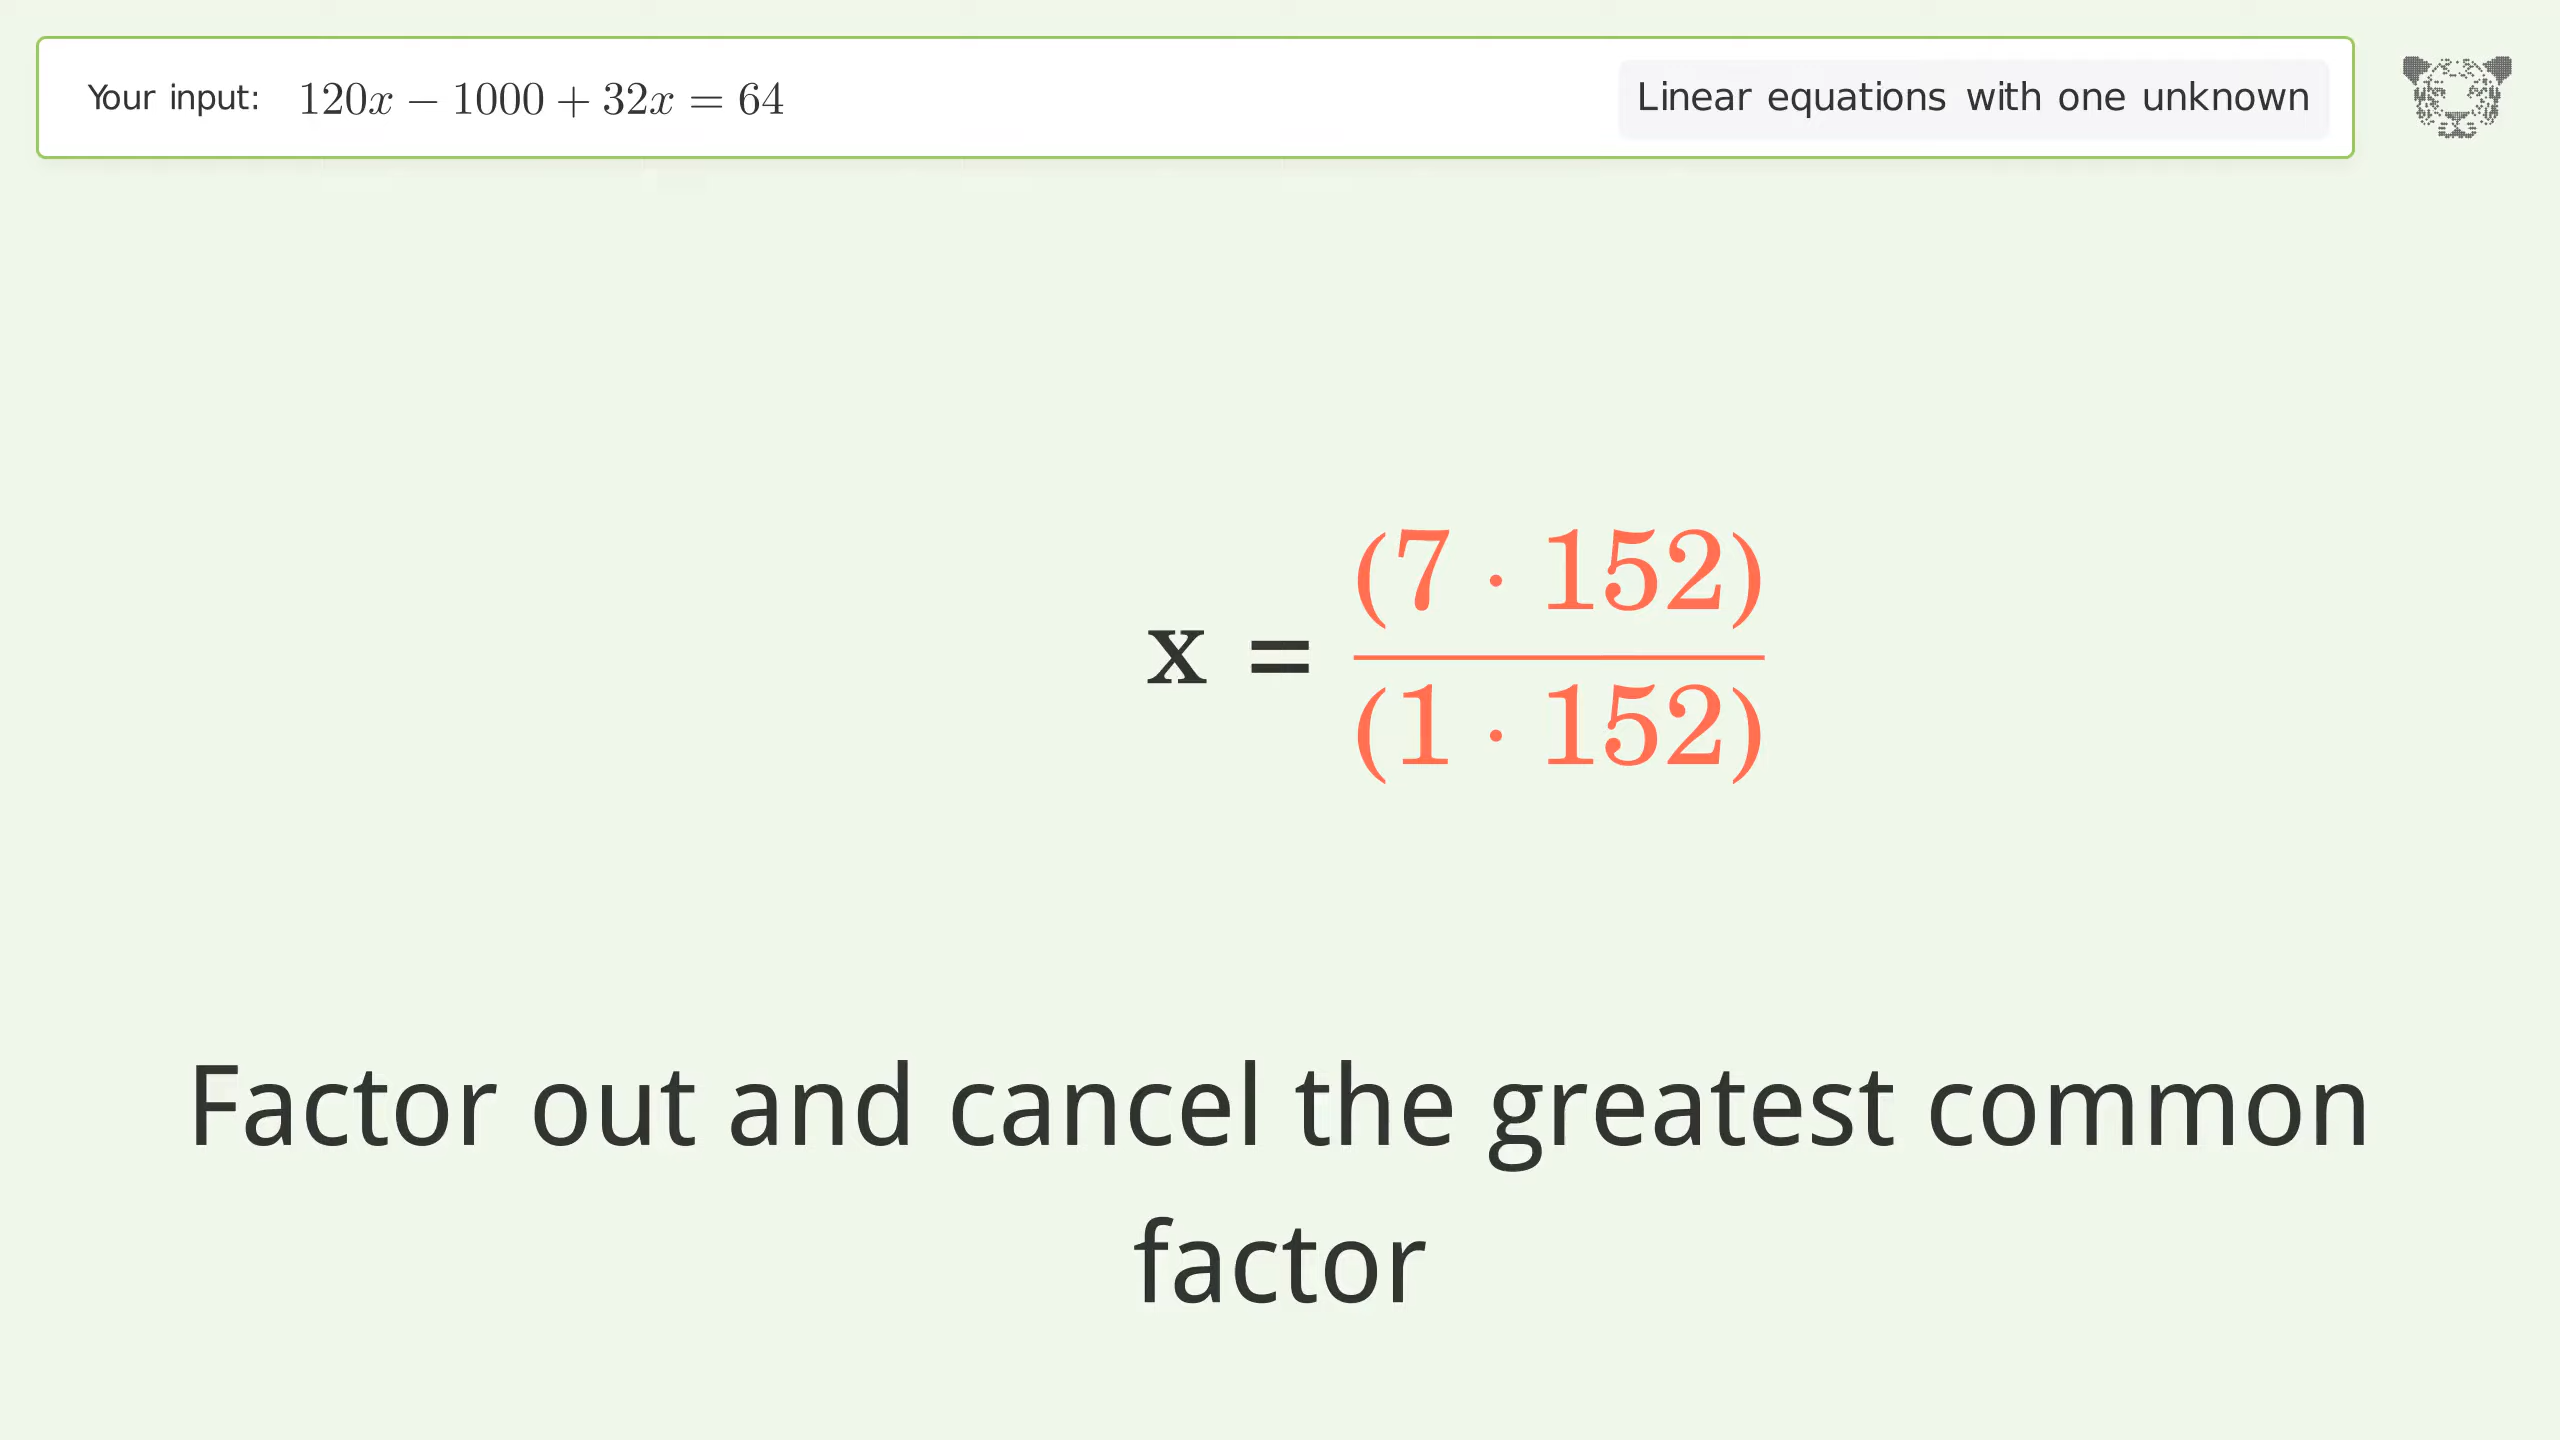 Your input: 120x − 1000 + 32x = 64
Linear equations with one unknown
x = (7 · 152)
(1 · 152)
Factor out and cancel the greatest common
factor